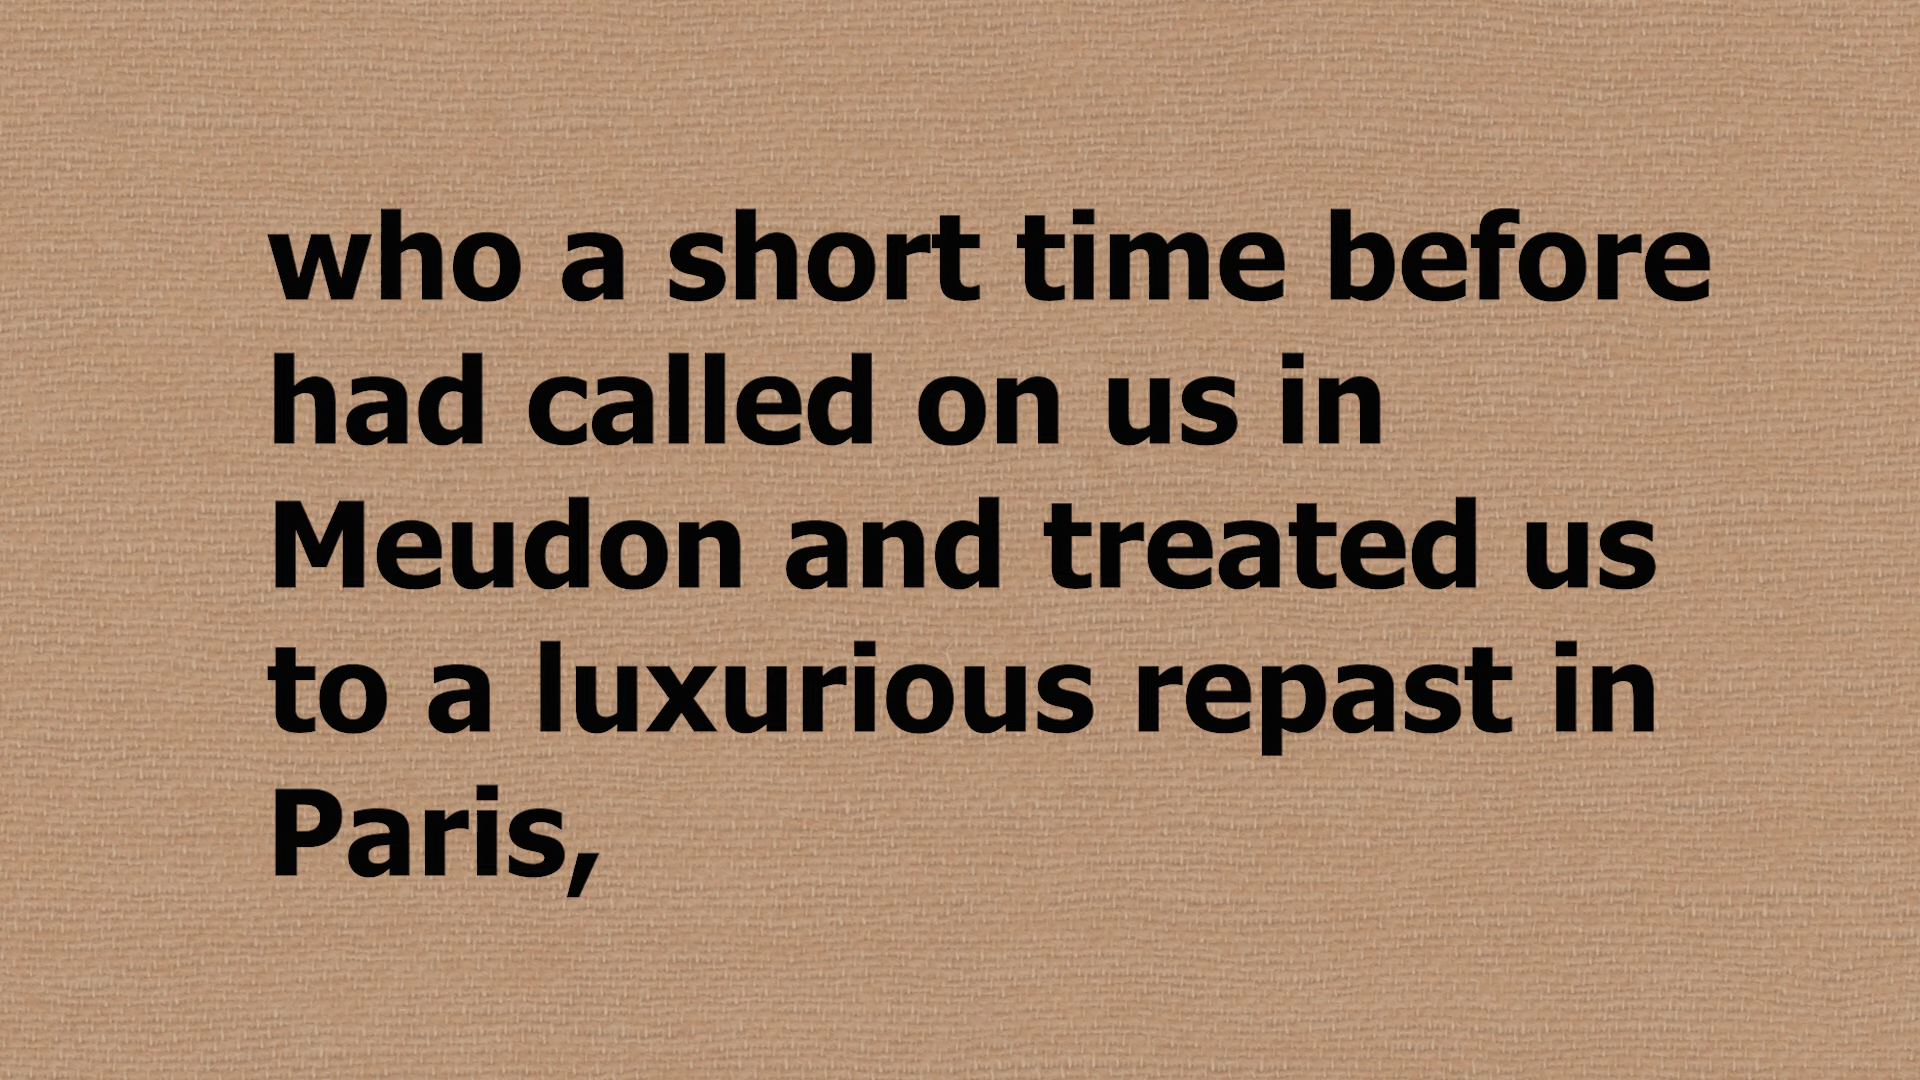 who a short time before
had called on us in
Meudon and treated us
to a luxurious repast in
Paris,